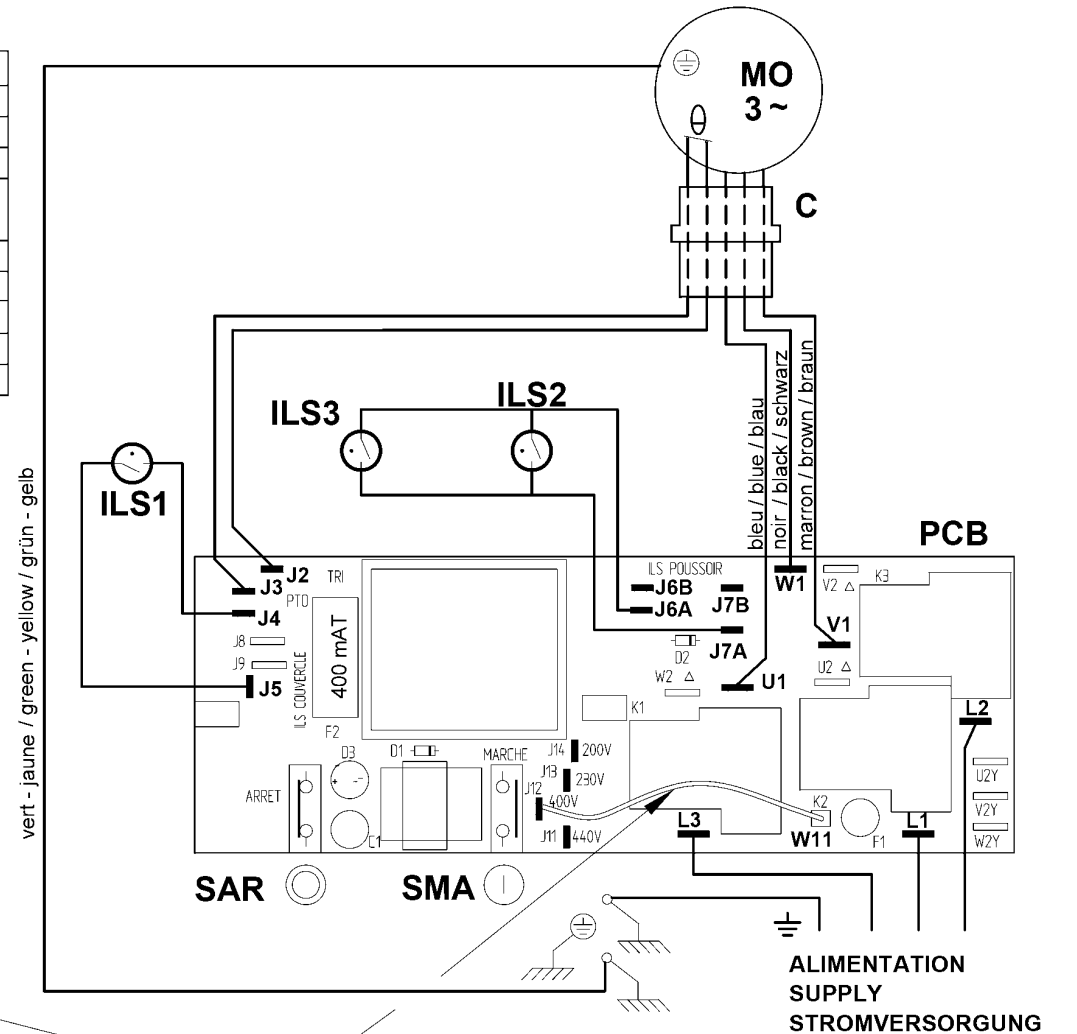 MO
3 ~
C
ILS3
ILS2
ILS1
bleu / blue / blau
noir / black / schwarz
marron / brown / braun
vert - jaune / green - yellow / grün - gelb
PCB
J2
TRI
J3
PTO
J4
J8
J9
J5
ILS COUVERCLE
400 mAT
F2
ILS POUSSOIR
J6B
J6A
J7B
J7A
D2
W2
W1
V2
K3
V1
U2
U1
K1
L2
D3
D1
MARCHE
J14 200V
J13 230V
J12 400V
J11 440V
ARRET
C1
L3
K2
W11
F1
L1
U2Y
V2Y
W2Y
SAR
SMA
ALIMENTATION
SUPPLY
STROMVERSORGUNG